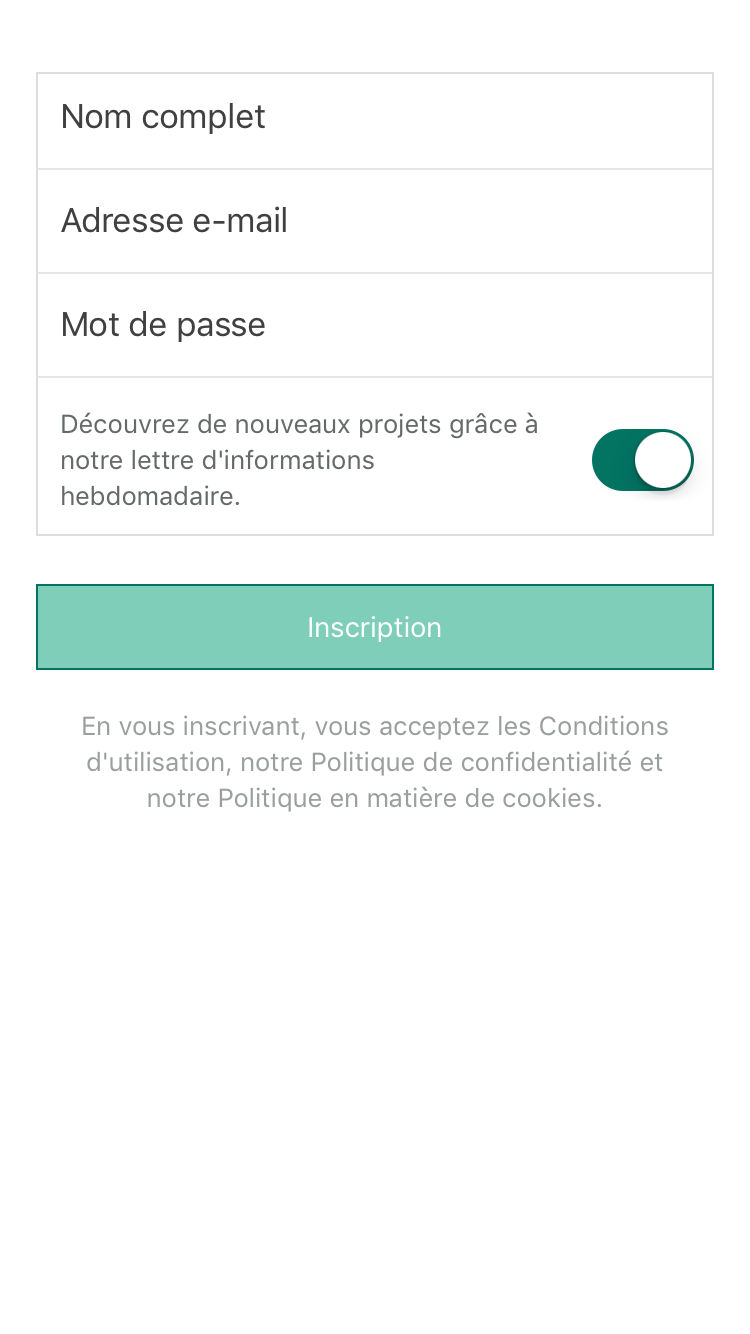 Nom complet
Adresse e-mail
Mot de passe
Découvrez de nouveaux projets grâce à
notre lettre d'informations
hebdomadaire.
Inscription
En vous inscrivant, vous acceptez les Conditions
d'utilisation, notre Politique de confidentialité et
notre Politique en matière de cookies.